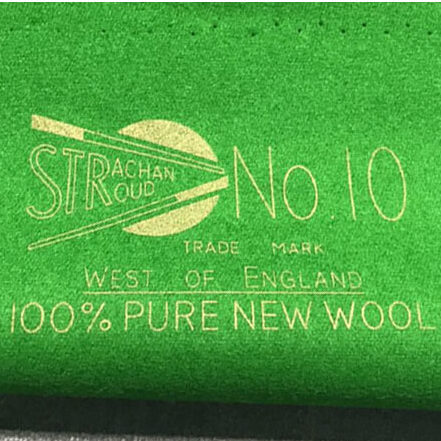 STRACHAN
STROUD
No.10
TRADE MARK
WEST OF ENGLAND
100% PURE NEW WOOL